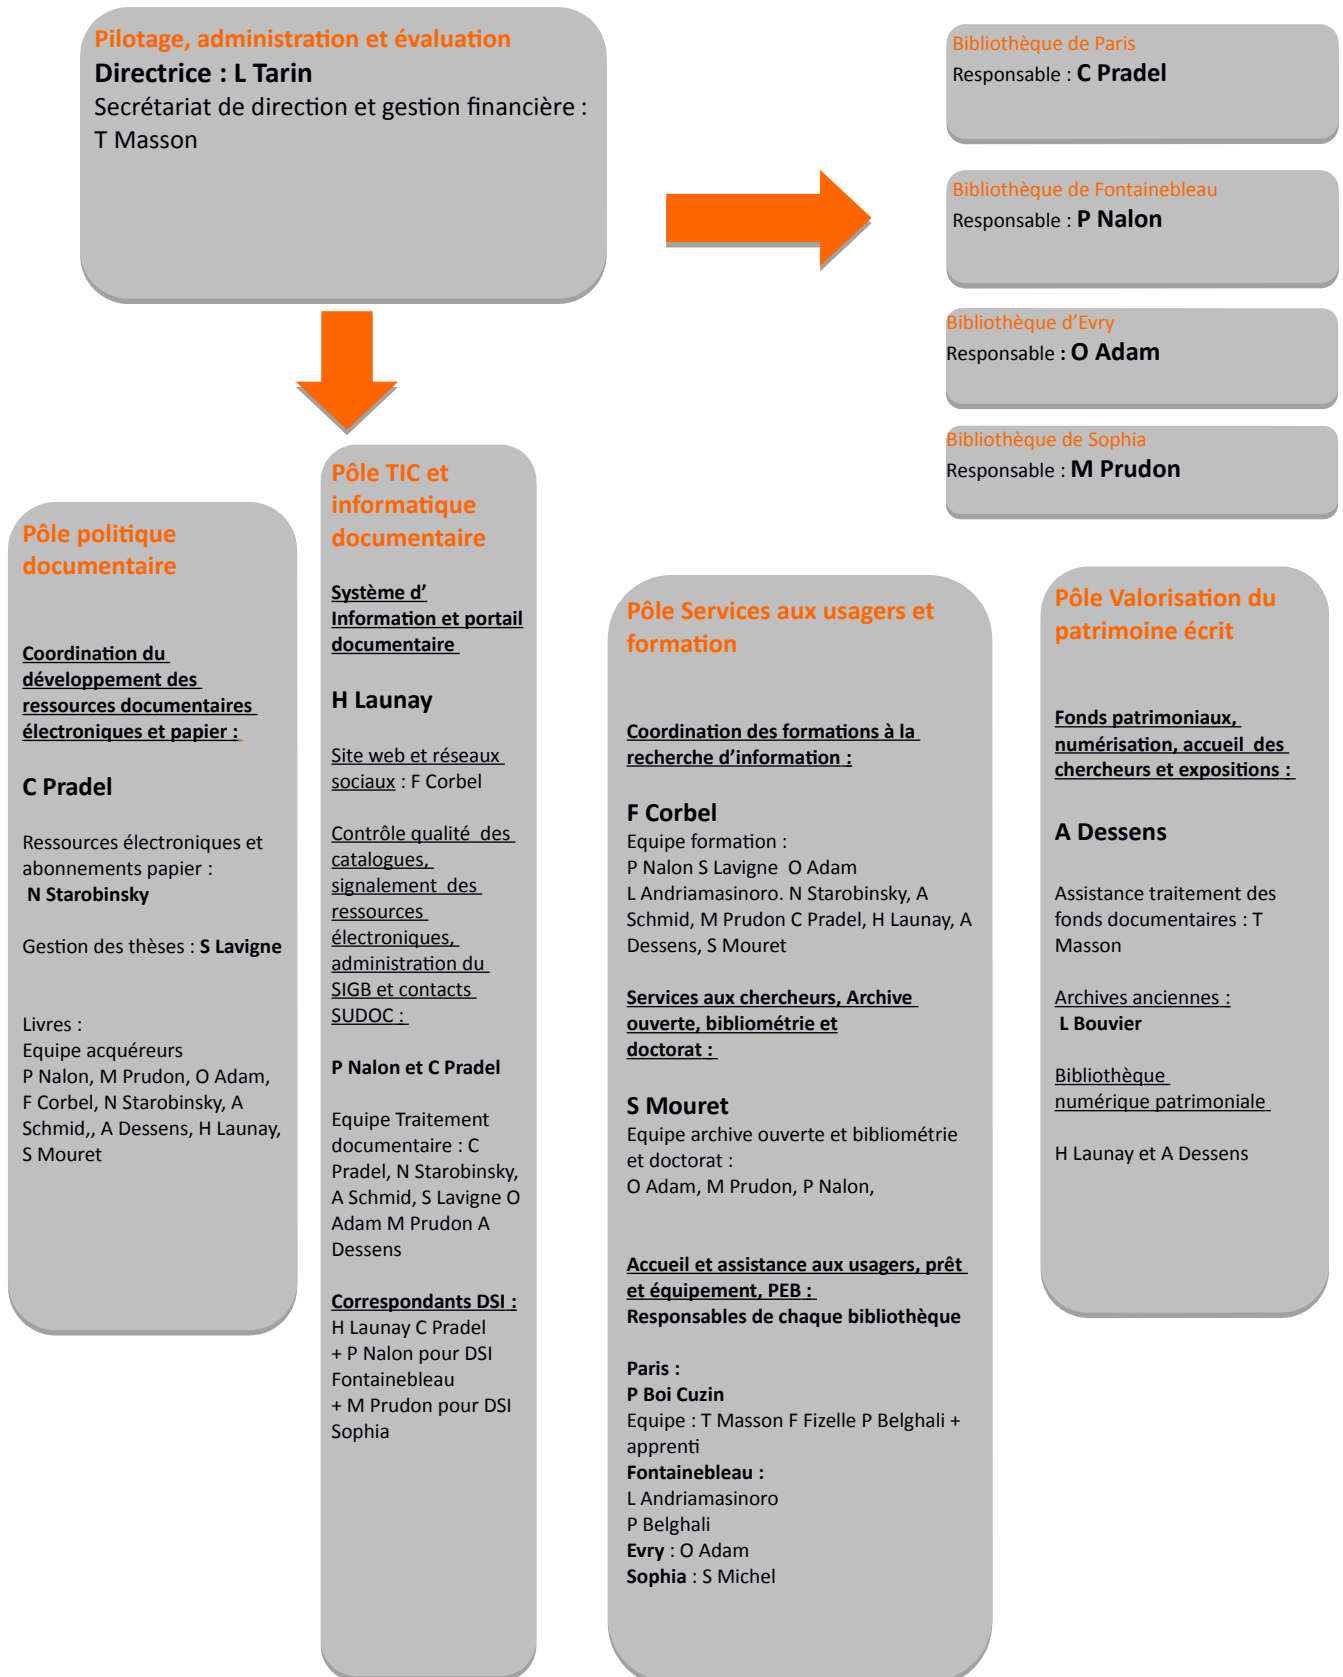 Pilotage, administration et évaluation
Directrice : L Tarin
Secrétariat de direction et gestion financière :
T Masson
Bibliothèque de Paris
Responsable : C Pradel
Bibliothèque de Fontainebleau
Responsable : P Nalon
Bibliothèque d’Evry
Responsable : O Adam
Bibliothèque de Sophia
Responsable : M Prudon
Pôle politique
documentaire
Coordination du
développement des
ressources documentaires
électroniques et papier :
C Pradel
Ressources électroniques et
abonnements papier :
N Starobinsky
Gestion des thèses : S Lavigne
Livres :
Equipe acquéreurs
P Nalon, M Prudon, O Adam,
F Corbel, N Starobinsky, A
Schmid,, A Dessens, H Launay,
S Mouret
Pôle TIC et
informatique
documentaire
Système d’
Information et portail
documentaire
H Launay
Site web et réseaux
sociaux : F Corbel
Contrôle qualité des
catalogues,
signalement des
ressources
électroniques,
administration du
SIGB et contacts
SUDOC :
P Nalon et C Pradel
Equipe Traitement
documentaire : C
Pradel, N Starobinsky,
A Schmid, S Lavigne O
Adam M Prudon A
Dessens
Correspondants DSI :
H Launay C Pradel
+ P Nalon pour DSI
Fontainebleau
+ M Prudon pour DSI
Sophia
Pôle Services aux usagers et
formation
Coordination des formations à la
recherche d’information :
F Corbel
Equipe formation :
P Nalon S Lavigne O Adam
L Andriamasinoro. N Starobinsky, A
Schmid, M Prudon C Pradel, H Launay, A
Dessens, S Mouret
Services aux chercheurs, Archive
ouverte, bibliométrie et
doctorat :
S Mouret
Equipe archive ouverte et bibliométrie
et doctorat :
O Adam, M Prudon, P Nalon,
Accueil et assistance aux usagers, prêt
et équipement, PEB :
Responsables de chaque bibliothèque
Paris :
P Boi Cuzin
Equipe : T Masson F Fizelle P Belghali +
apprenti
Fontainebleau :
L Andriamasinoro
P Belghali
Evry : O Adam
Sophia : S Michel
Pôle Valorisation du
patrimoine écrit
Fonds patrimoniaux,
numérisation, accueil des
chercheurs et expositions :
A Dessens
Assistance traitement des
fonds documentaires : T
Masson
Archives anciennes :
L Bouvier
Bibliothèque
numérique patrimoniale
H Launay et A Dessens